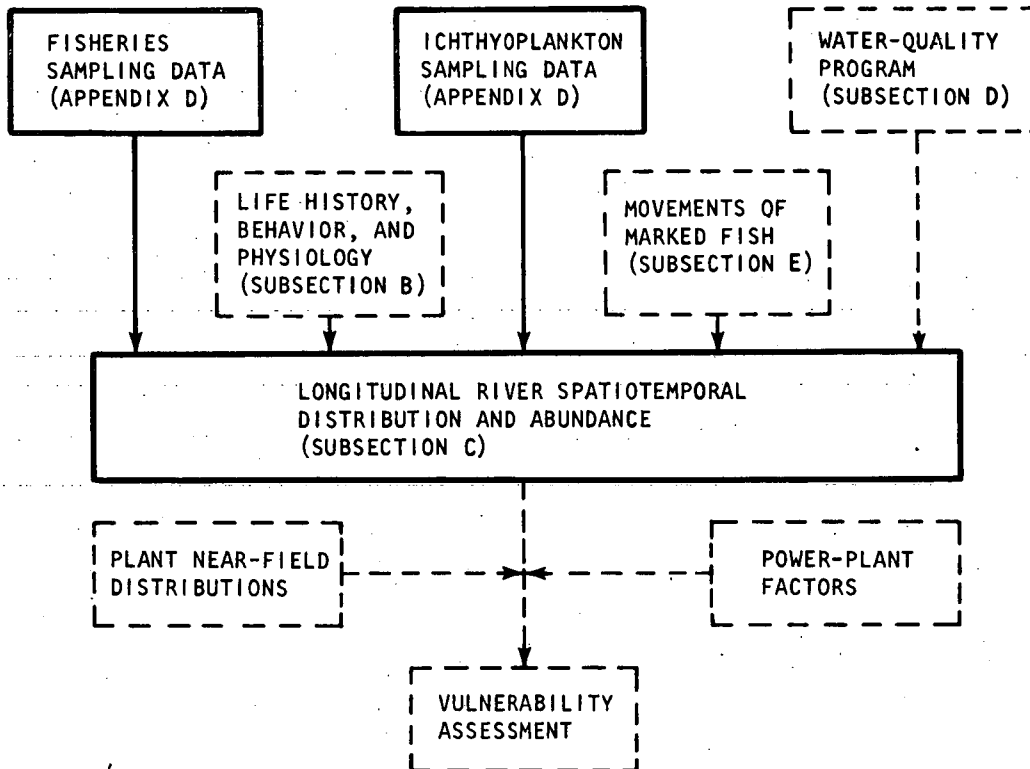 FISHERIES
SAMPLING DATA
(APPENDIX D)
ICHTHYOPLANKTON
SAMPLING DATA
(APPENDIX D)
WATER-QUALITY
PROGRAM
(SUBSECTION D)
LIFE HISTORY,
BEHAVIOR, AND
PHYSIOLOGY
(SUBSECTION B)
MOVEMENTS OF
MARKED FISH
(SUBSECTION E)
LONGITUDINAL RIVER SPATIOTEMPORAL
DISTRIBUTION AND ABUNDANCE
(SUBSECTION C)
PLANT NEAR-FIELD
DISTRIBUTIONS
POWER-PLANT
FACTORS
VULNERABILITY
ASSESSMENT